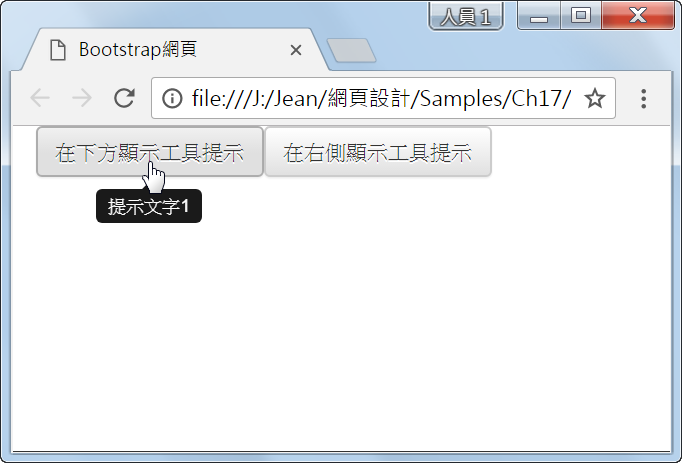 人員 1
Bootstrap網頁
file:///J:/Jean/網頁設計/Samples/Ch17/
在下方顯示工具提示 在右側顯示工具提示
提示文字1